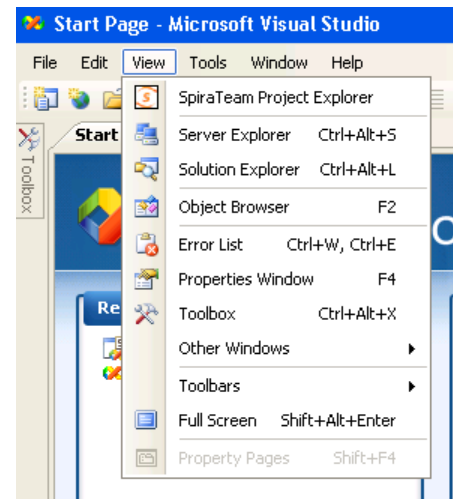 Start Page - Microsoft Visual Studio
File Edit View Tools Window Help
SpiraTeam Project Explorer
Start
Server Explorer Ctrl+Alt+S
Toolbox
Solution Explorer Ctrl+Alt+L
Object Browser F2
Error List Ctrl+W, Ctrl+E
Properties Window F4
Re
Toolbox Ctrl+Alt+X
Other Windows
Toolbars
Full Screen Shift+Alt+Enter
Property Pages Shift+F4